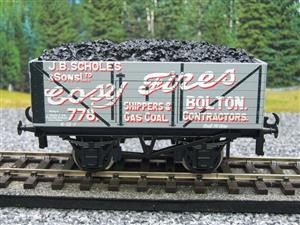 J.B. SCHOLES
& SONS LTD
Cosy Fires
778 SHIPPERS & BOLTON.
GAS COAL CONTRACTORS.